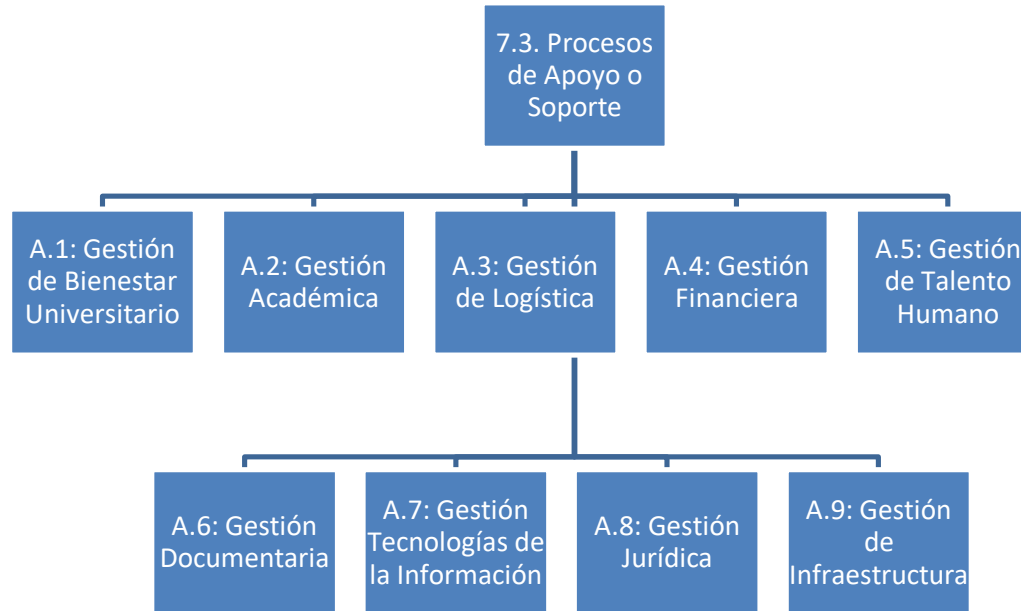 7.3. Procesos
de Apoyo o
Soporte
A.1: Gestión
de Bienestar
Universitario
A.2: Gestión
Académica
A.3: Gestión
de Logística
A.4: Gestión
Financiera
A.5: Gestión
de Talento
Humano
A.6: Gestión
Documentaria
A.7: Gestión
Tecnologías de
la Información
A.8: Gestión
Jurídica
A.9: Gestión
de
Infraestructura